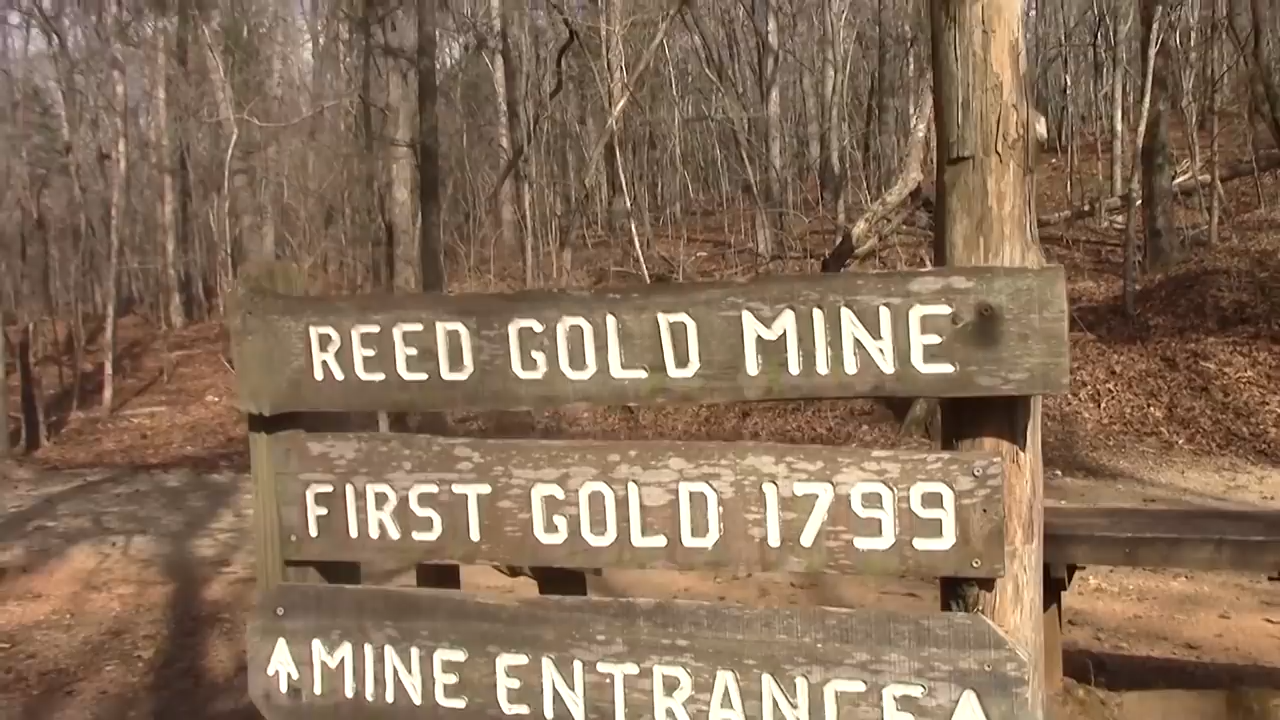 REED GOLD MINE
FIRST GOLD 1799
↑ MINE ENTRANCE ↑